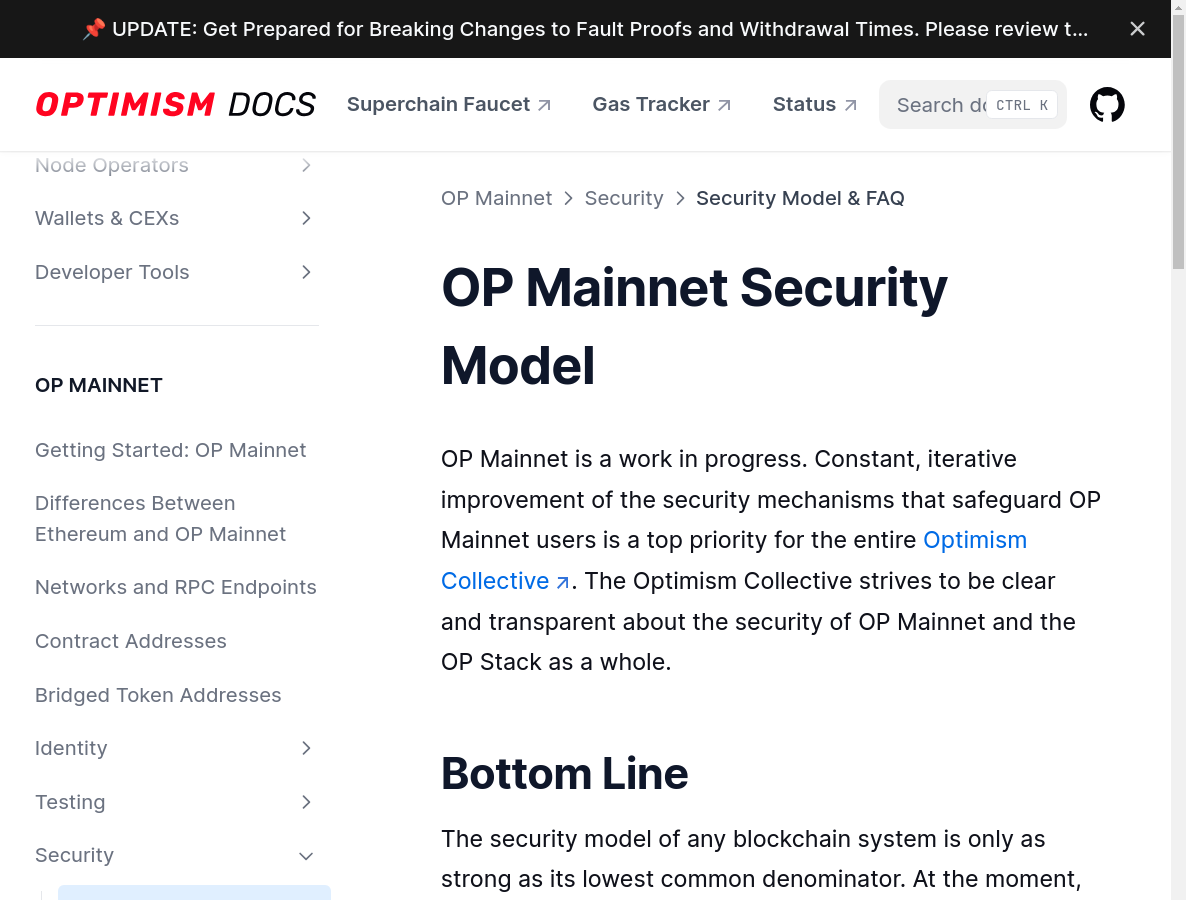 📌 UPDATE: Get Prepared for Breaking Changes to Fault Proofs and Withdrawal Times. Please review t...
OPTIMISM DOCS
Superchain Faucet
Gas Tracker
Status
Search do
CTRL K
Node Operators
Wallets & CEXs
Developer Tools
OP MAINNET
Getting Started: OP Mainnet
Differences Between
Ethereum and OP Mainnet
Networks and RPC Endpoints
Contract Addresses
Bridged Token Addresses
Identity
Testing
Security
OP Mainnet > Security > Security Model & FAQ
OP Mainnet Security
Model
OP Mainnet is a work in progress. Constant, iterative
improvement of the security mechanisms that safeguard OP
Mainnet users is a top priority for the entire Optimism
Collective. The Optimism Collective strives to be clear
and transparent about the security of OP Mainnet and the
OP Stack as a whole.
Bottom Line
The security model of any blockchain system is only as
strong as its lowest common denominator. At the moment,